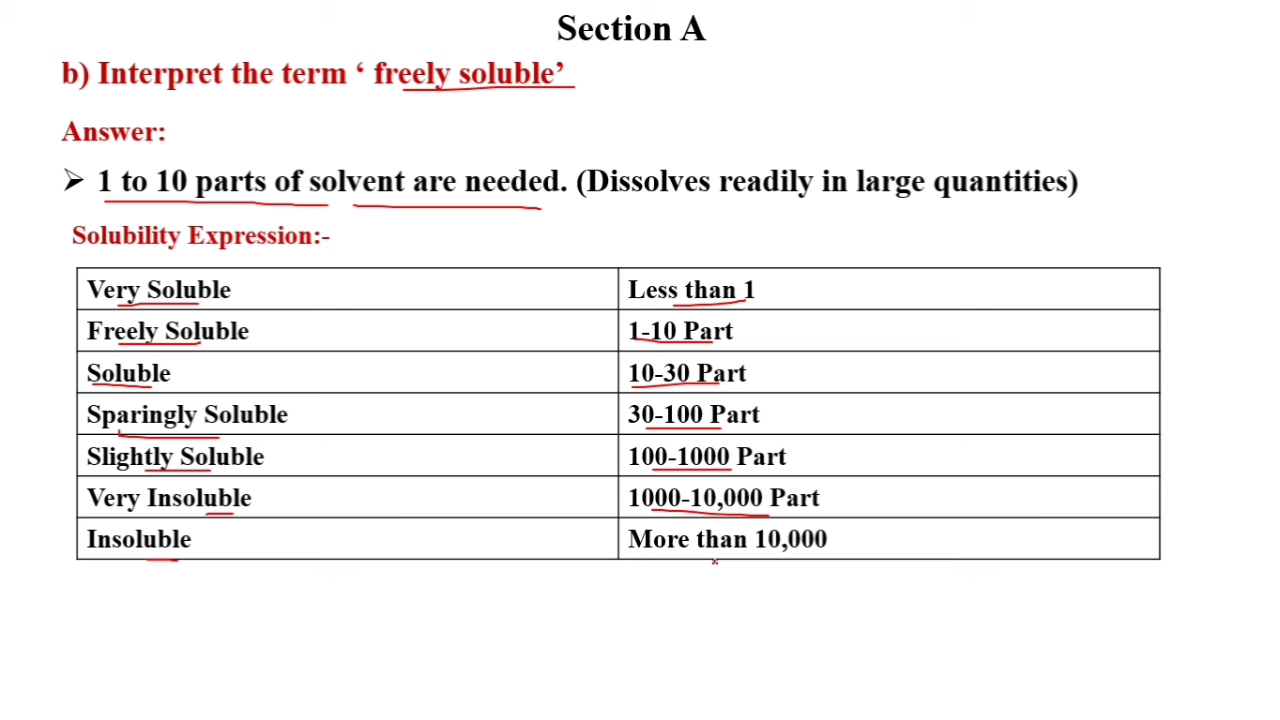 Section A
b) Interpret the term ‘ freely soluble’
Answer:
➢ 1 to 10 parts of solvent are needed. (Dissolves readily in large quantities)
Solubility Expression:-
Very Soluble Less than 1
Freely Soluble 1-10 Part
Soluble 10-30 Part
Sparingly Soluble 30-100 Part
Slightly Soluble 100-1000 Part
Very Insoluble 1000-10,000 Part
Insoluble More than 10,000